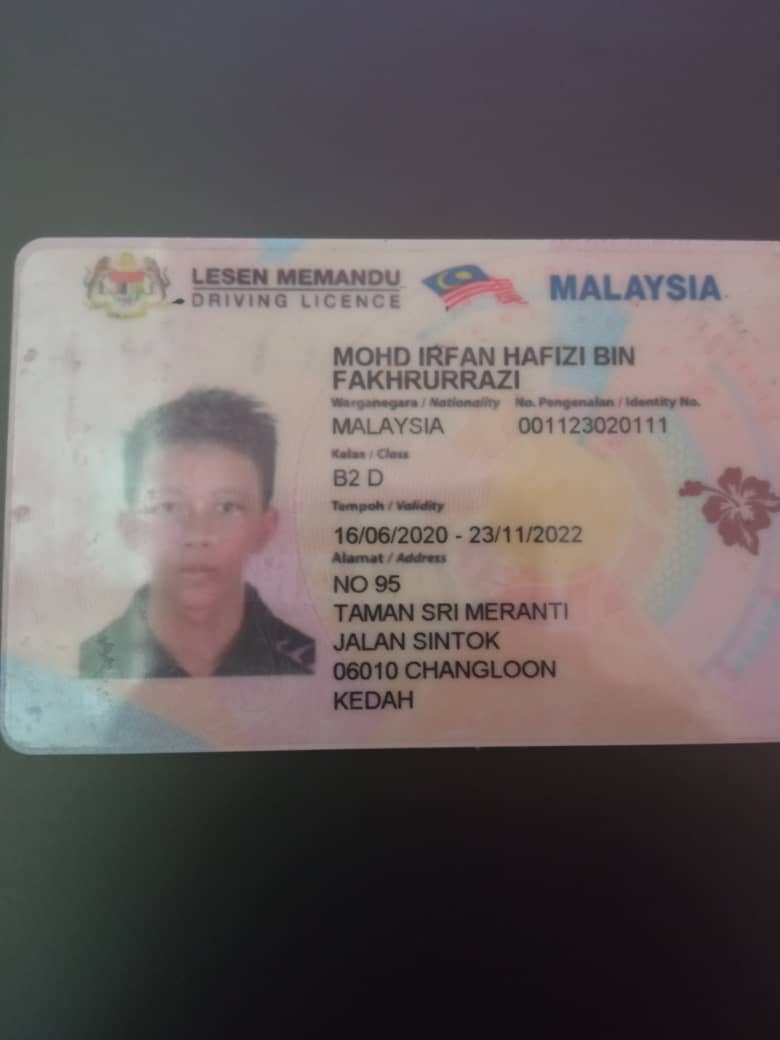 LESEN MEMANDU
DRIVING LICENCE
MALAYSIA
MOHD IRFAN HAFIZI BIN
FAKHRURRAZI
Warganegara / Nationality No. Pengenalan / Identity No.
MALAYSIA 001123020111
Kelas / Class
B2 D
Tempoh / Validity
16/06/2020 - 23/11/2022
Alamat / Address
NO 95
TAMAN SRI MERANTI
JALAN SINTOK
06010 CHANGLOON
KEDAH